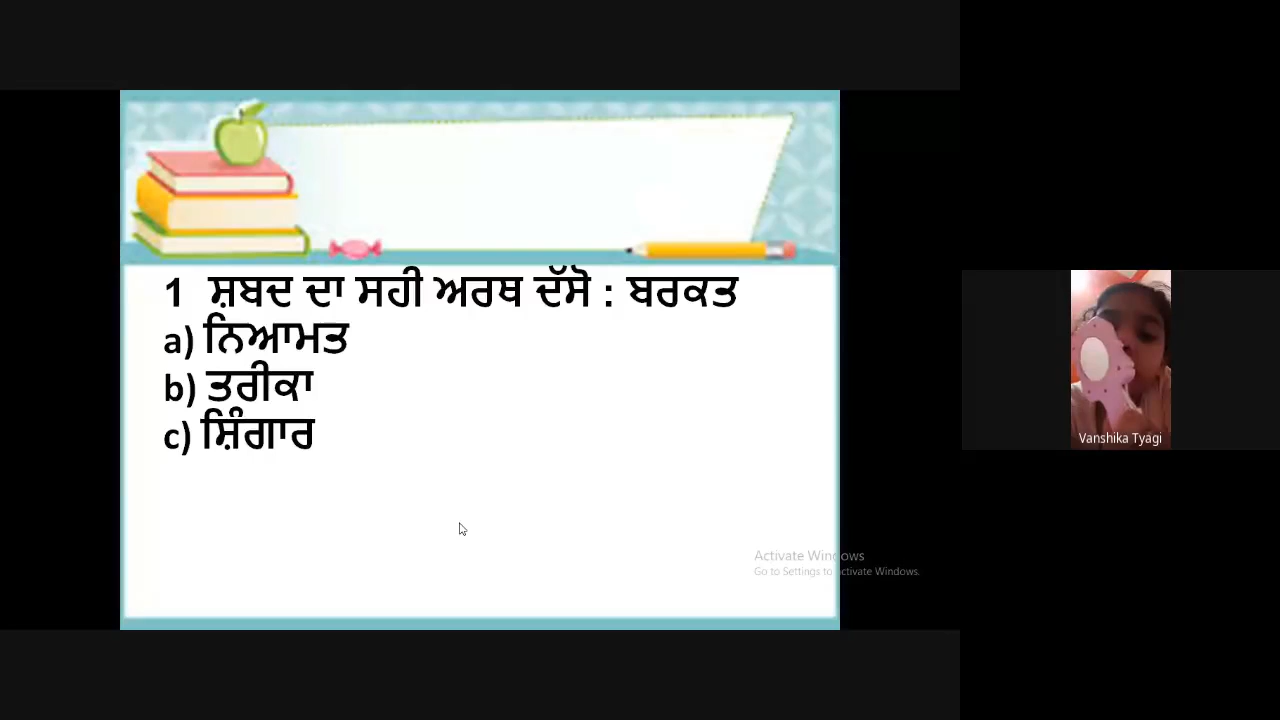 1 ਸ਼ਬਦ ਦਾ ਸਹੀ ਅਰਥ ਦੱਸੋ : ਬਰਕਤ
a) ਨਿਆਮਤ
b) ਤਰੀਕਾ
c) ਸ਼ਿੰਗਾਰ
Vanshika Tyagi
Activate Windows
Go to Settings to activate Windows.